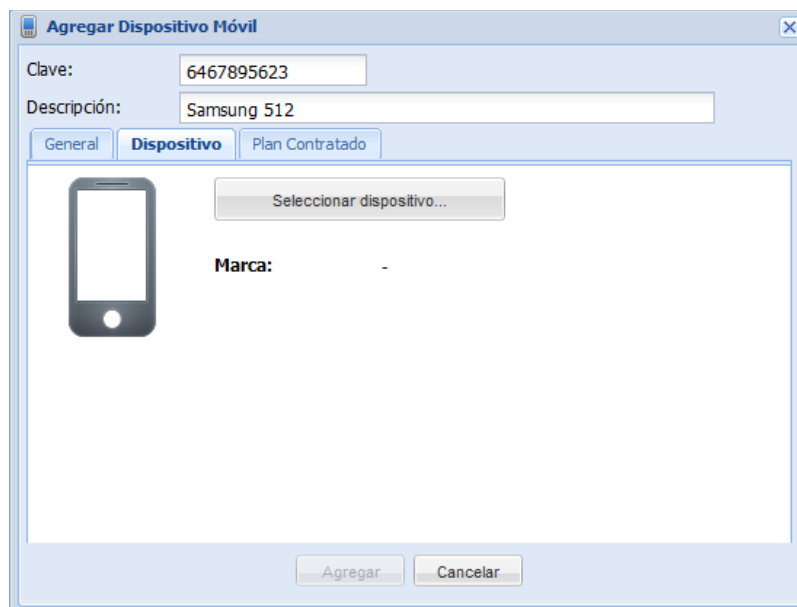 Agregar Dispositivo Móvil
Clave: 6467895623
Descripción: Samsung 512
General Dispositivo Plan Contratado
Seleccionar dispositivo...
Marca: -
Agregar Cancelar